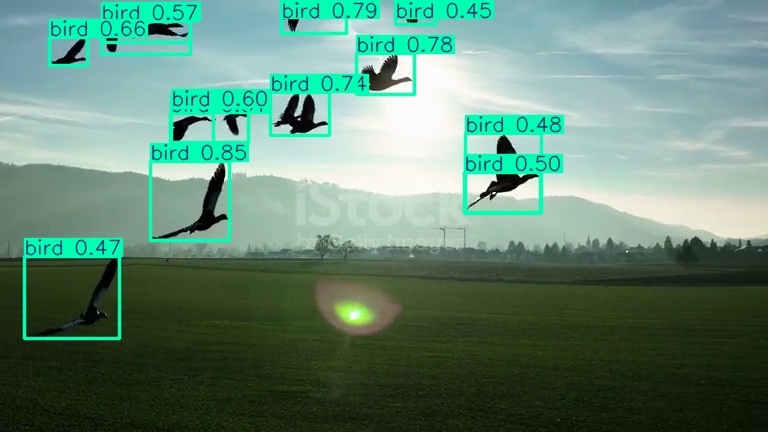 bird 0.57
bird 0.79
bird 0.45
bird 0.66
bird 0.78
bird 0.74
bird 0.60
bird 0.48
bird 0.85
bird 0.50
iStock
bird 0.47